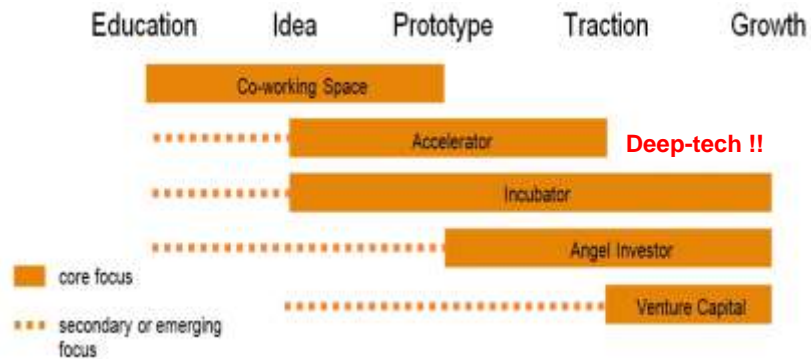 Education Idea Prototype Traction Growth
Co-working Space
Accelerator
Deep-tech !!
Incubator
Angel Investor
core focus
Venture Capital
secondary or emerging
focus